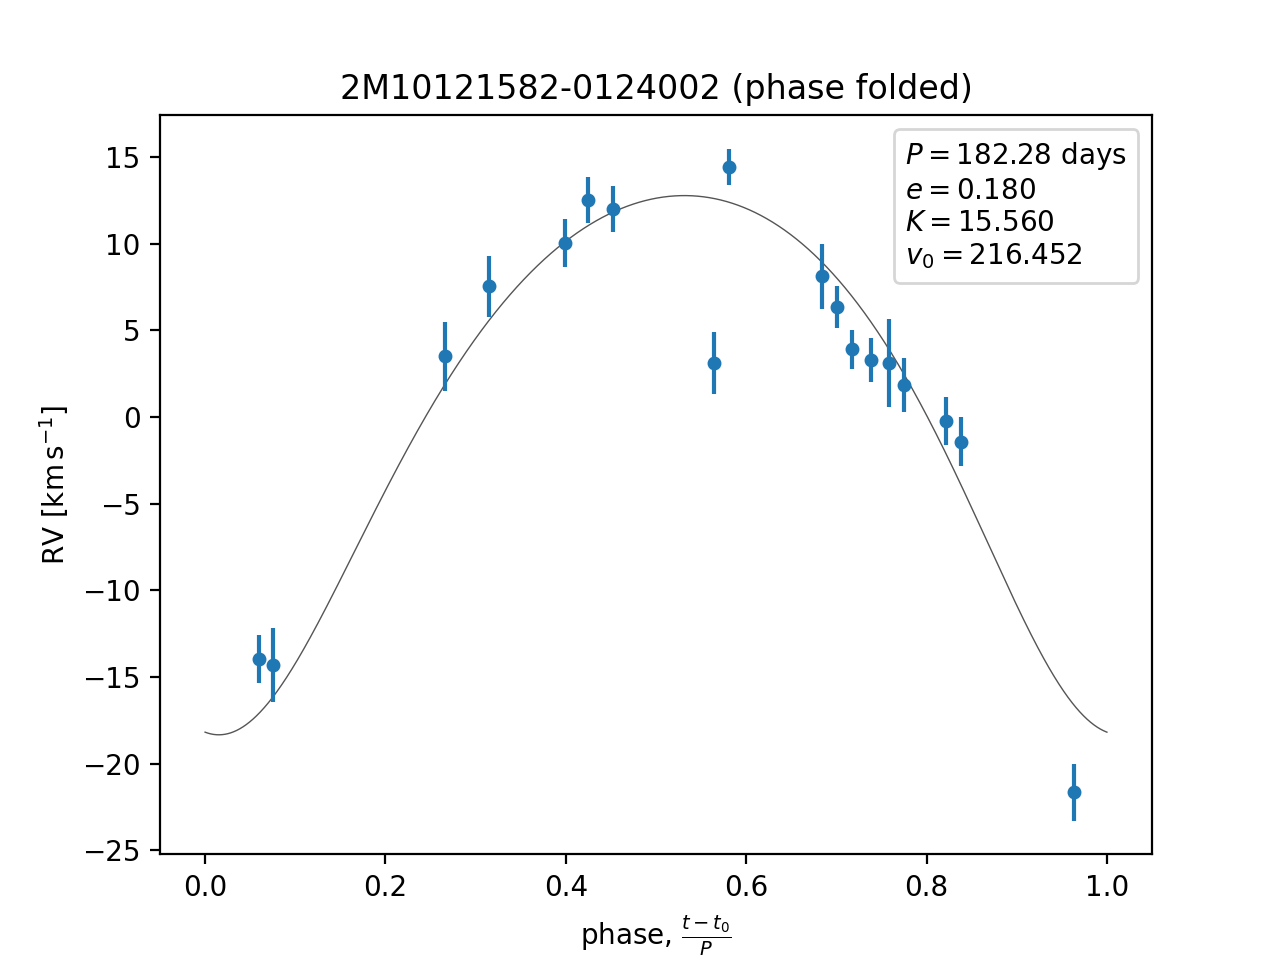 2M10121582-0124002 (phase folded)
P = 182.28 days
e = 0.180
K = 15.560
v₀ = 216.452
RV [km s⁻¹]
15
10
5
0
−5
−10
−15
−20
−25
0.0 0.2 0.4 0.6 0.8 1.0
phase, (t − t₀)/P